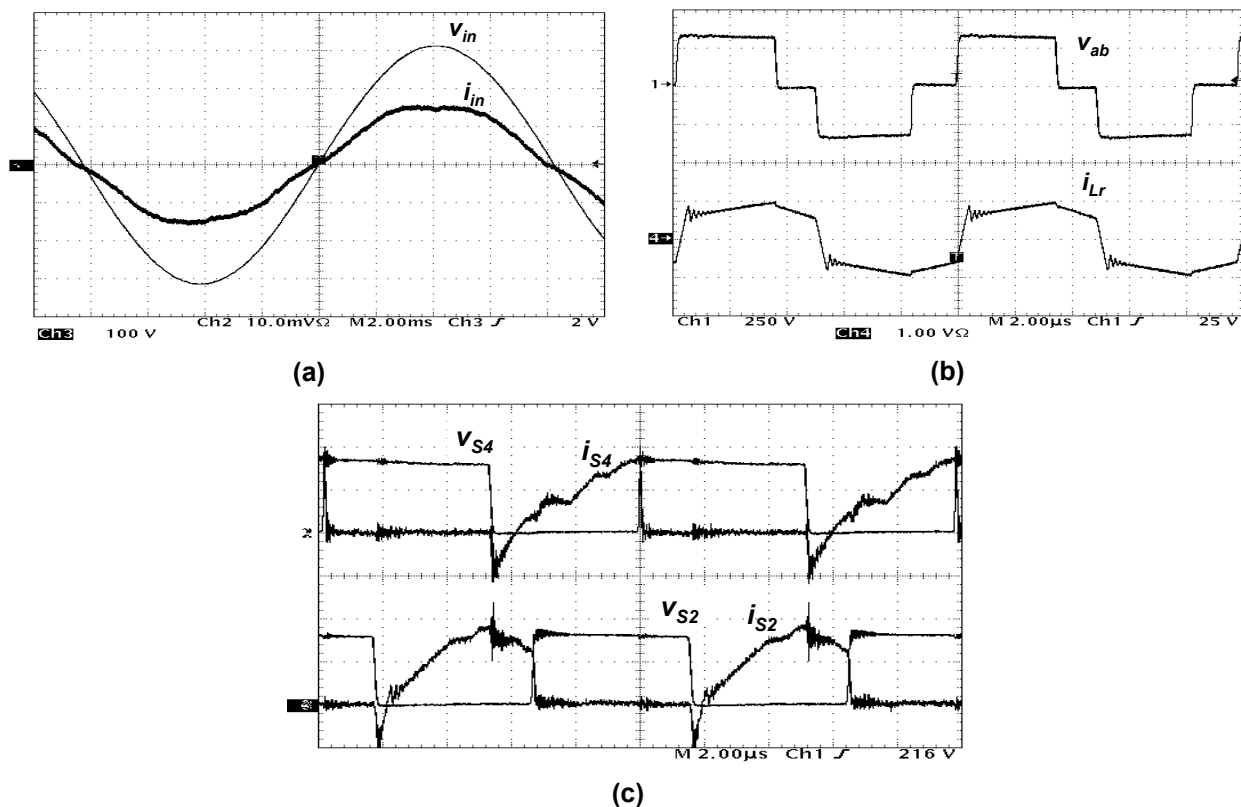 v_in
i_in
Ch2 10.0mVΩ M2.00ms Ch3 ʃ 2 V
Ch3 100 V
(a)
v_ab
1→
i_Lr
4→
T
Ch1 250 V M 2.00µs Ch1 ʃ 25 V
Ch4 1.00 VΩ
(b)
v_S4 i_S4
v_S2 i_S2
M 2.00µs Ch1 ʃ 216 V
(c)